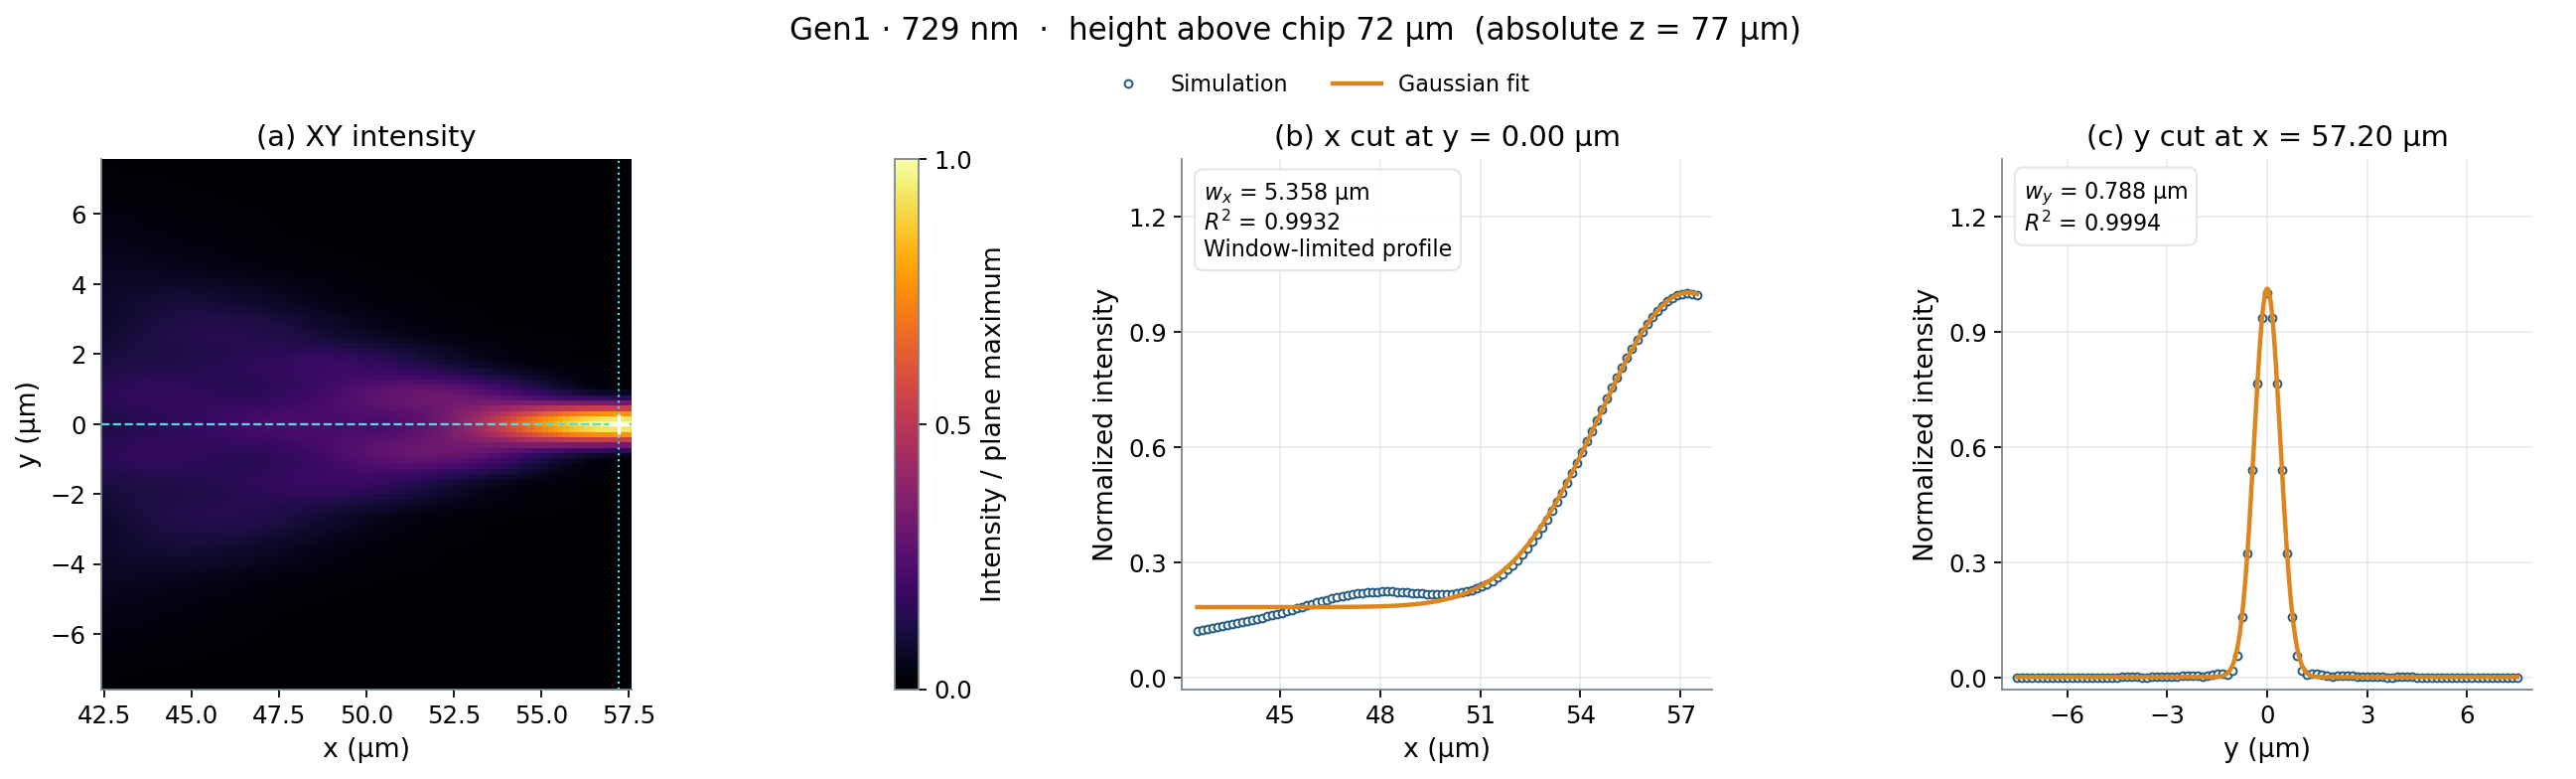 Gen1 · 729 nm  ·  height above chip 72 µm  (absolute z = 77 µm)
Simulation
Gaussian fit
(a) XY intensity
6
4
2
0
−2
−4
−6
y (µm)
42.5 45.0 47.5 50.0 52.5 55.0 57.5
x (µm)
1.0
0.5
0.0
Intensity / plane maximum
(b) x cut at y = 0.00 µm
wx = 5.358 µm
R² = 0.9932
Window-limited profile
1.2
0.9
0.6
0.3
0.0
Normalized intensity
45 48 51 54 57
x (µm)
(c) y cut at x = 57.20 µm
wy = 0.788 µm
R² = 0.9994
1.2
0.9
0.6
0.3
0.0
Normalized intensity
−6 −3 0 3 6
y (µm)